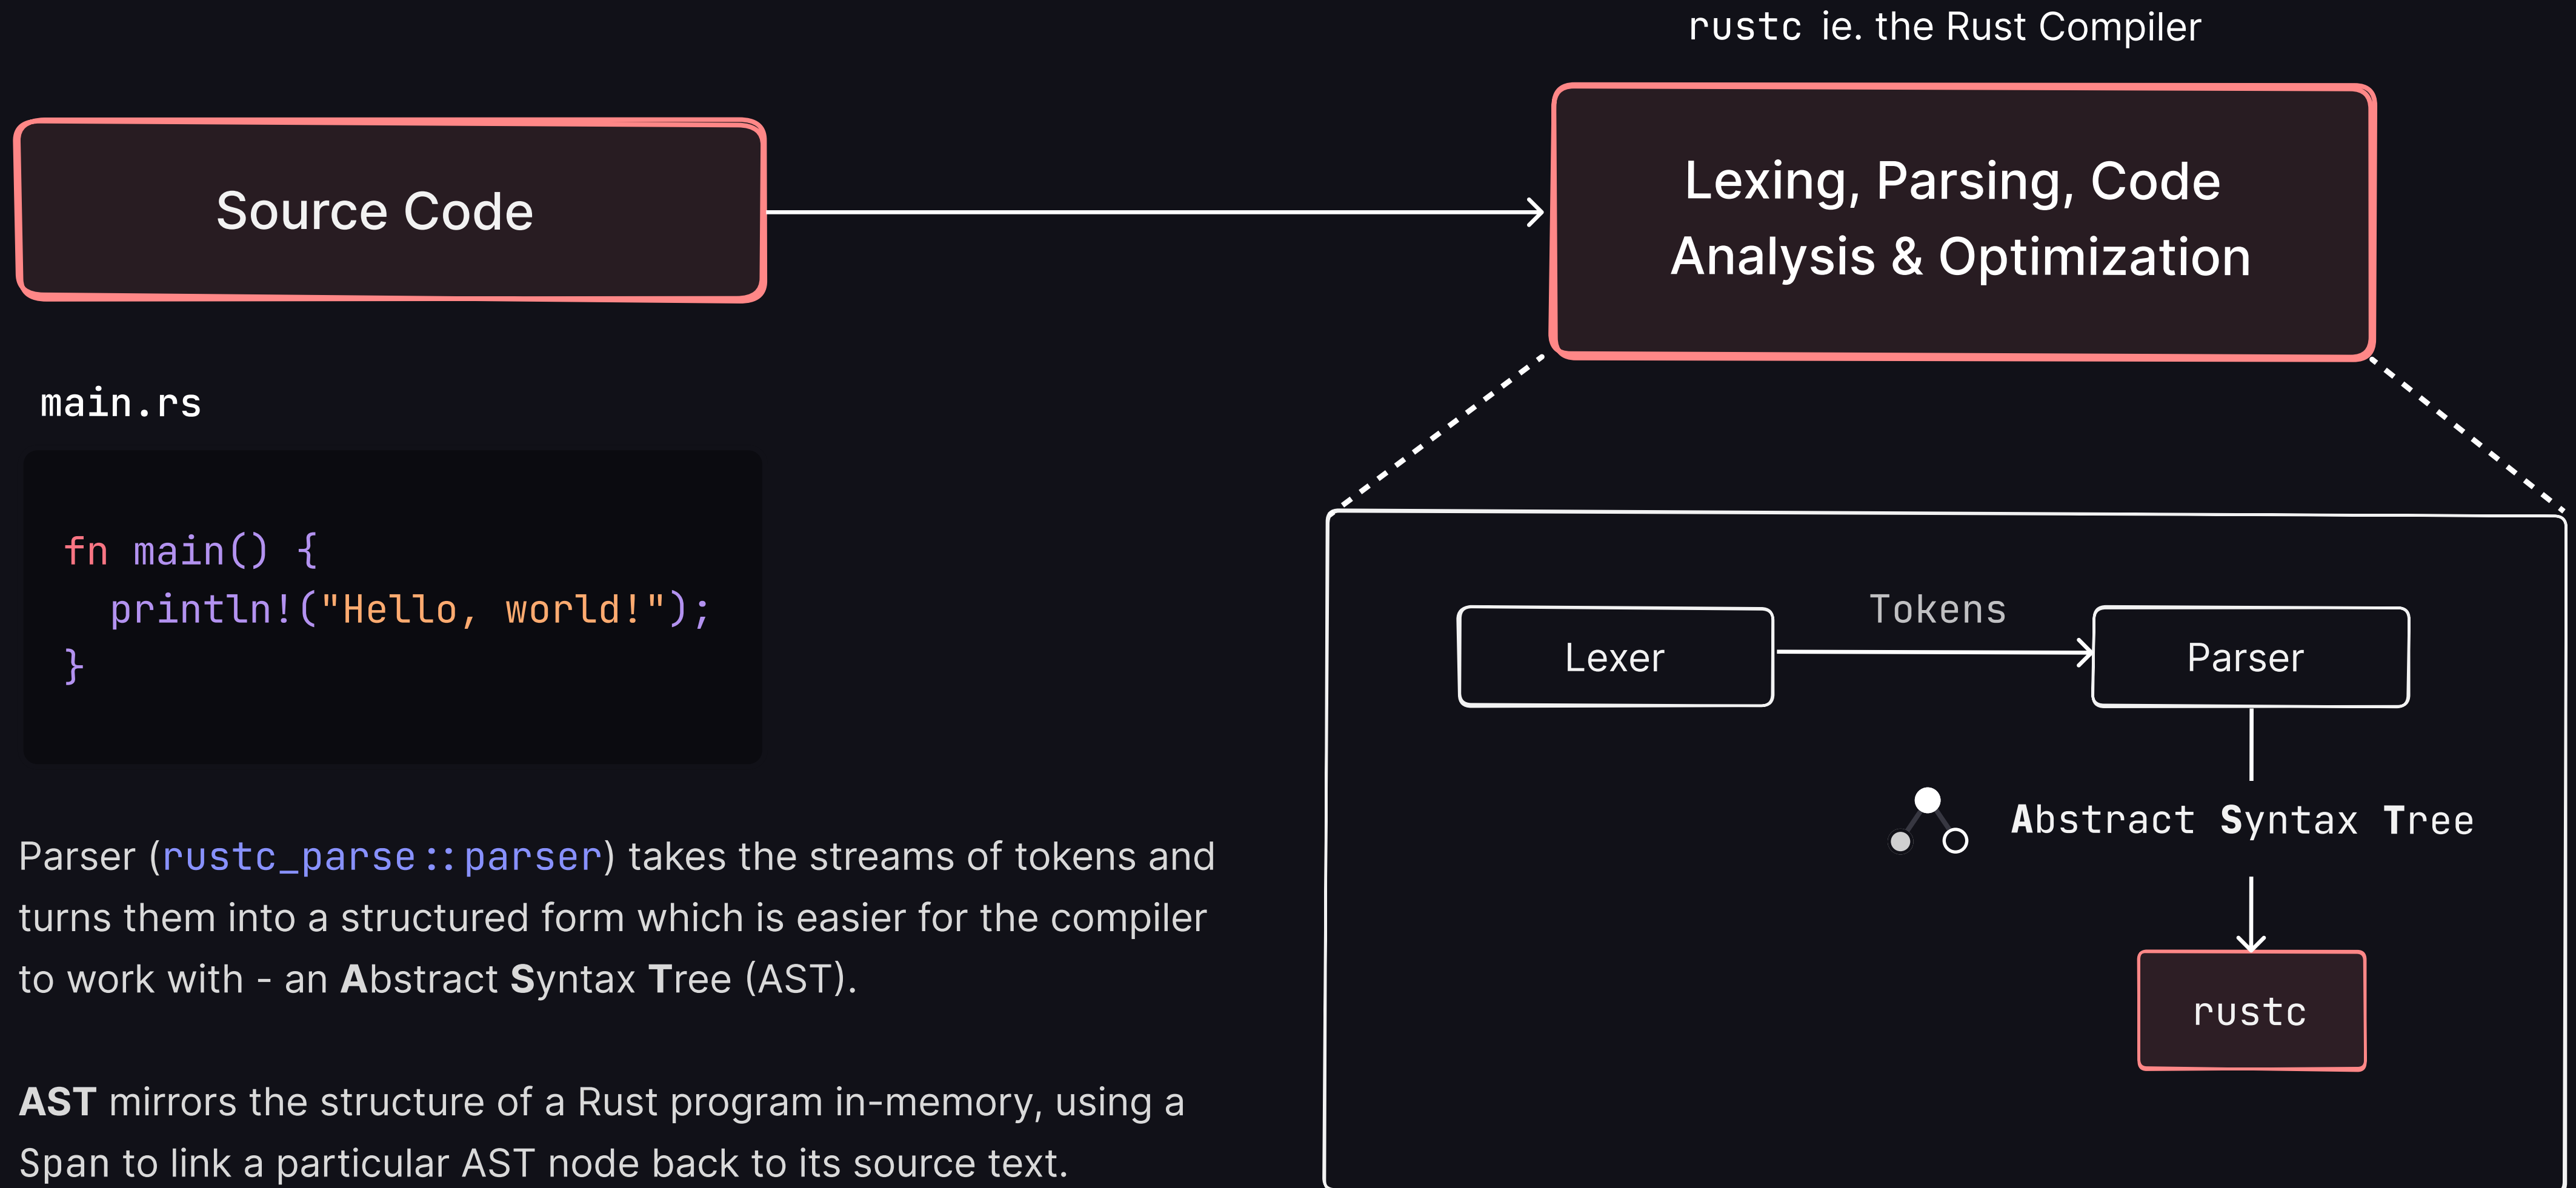 rustc ie. the Rust Compiler
Source Code
Lexing, Parsing, Code
Analysis & Optimization
main.rs
fn main() {
  println!("Hello, world!");
}
Parser (rustc_parse::parser) takes the streams of tokens and
turns them into a structured form which is easier for the compiler
to work with - an Abstract Syntax Tree (AST).
AST mirrors the structure of a Rust program in-memory, using a
Span to link a particular AST node back to its source text.
Lexer
Tokens
Parser
Abstract Syntax Tree
rustc